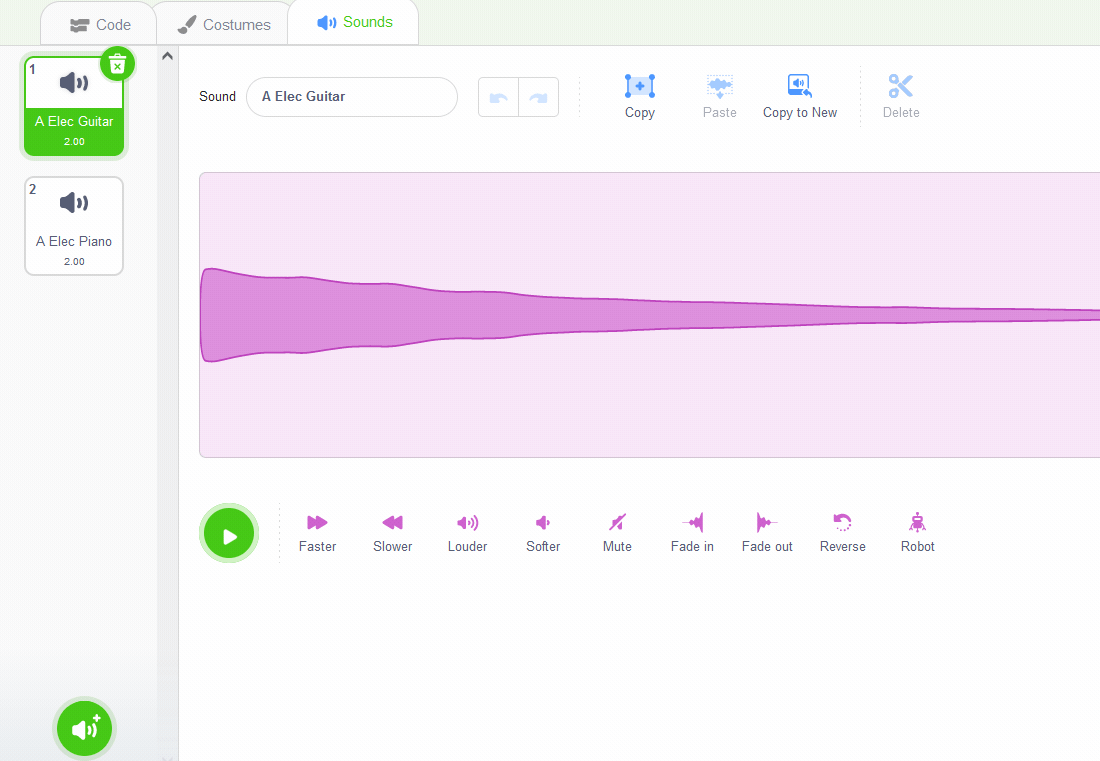 Code
Costumes
Sounds
1
A Elec Guitar
2.00
2
A Elec Piano
2.00
Sound
A Elec Guitar
Copy
Paste
Copy to New
Delete
Faster
Slower
Louder
Softer
Mute
Fade in
Fade out
Reverse
Robot